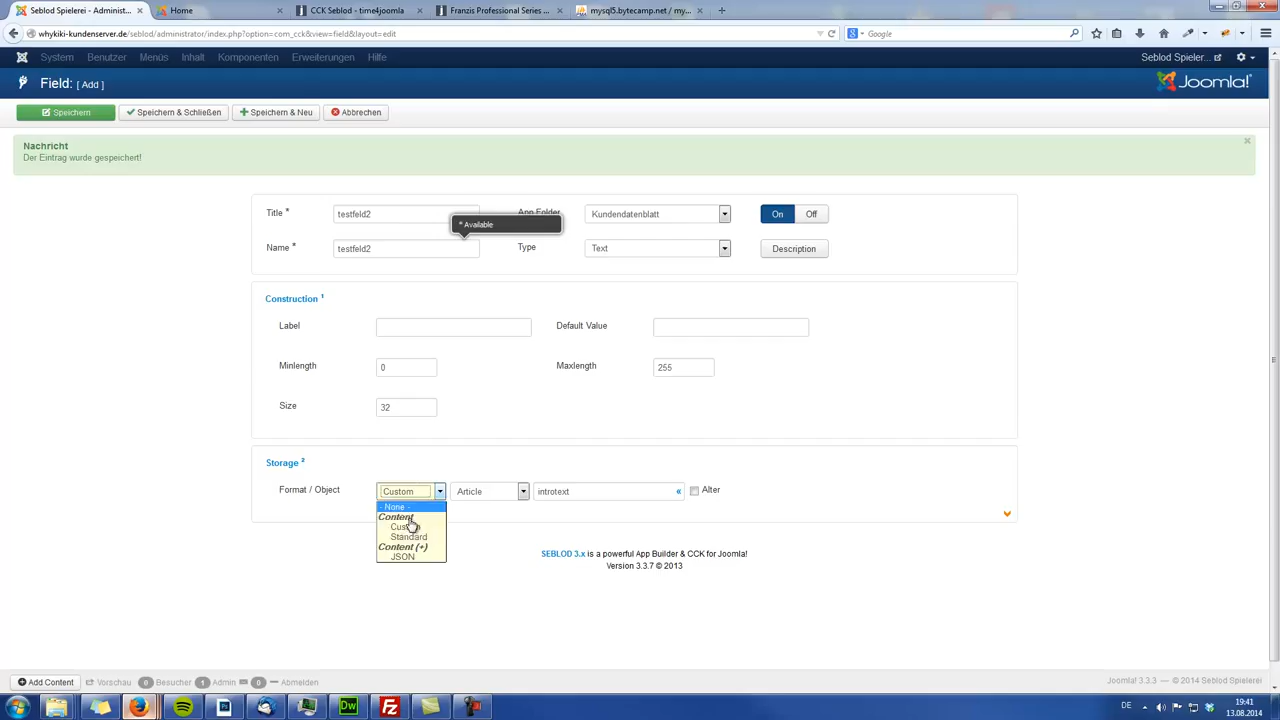 Seblod Spielerei - Administ... × Home × CCK Seblod - time4joomla × Franzis Professional Series ... × mysql5.bytecamp.net / my... × +
whykiki-kundenserver.de/seblod/administrator/index.php?option=com_cck&view=field&layout=edit Google
System Benutzer Menüs Inhalt Komponenten Erweiterungen Hilfe Seblod Spieler...
Field: [ Add ] Joomla!
Speichern Speichern & Schließen Speichern & Neu Abbrechen
Nachricht ×
Der Eintrag wurde gespeichert!
Title * testfeld2 App Folder Kundendatenblatt On Off
* Available
Name * testfeld2 Type Text Description
Construction 1
Label Default Value
Minlength 0 Maxlength 255
Size 32
Storage 2
Format / Object Custom Article introtext « Alter
- None -
Content
Custom
Standard
Content (+)
JSON
SEBLOD 3.x is a powerful App Builder & CCK for Joomla!
Version 3.3.7 © 2013
Add Content Vorschau 0 Besucher 1 Admin 0 Abmelden Joomla! 3.3.3 — © 2014 Seblod Spielerei
Dw Fz DE 19:41
13.08.2014